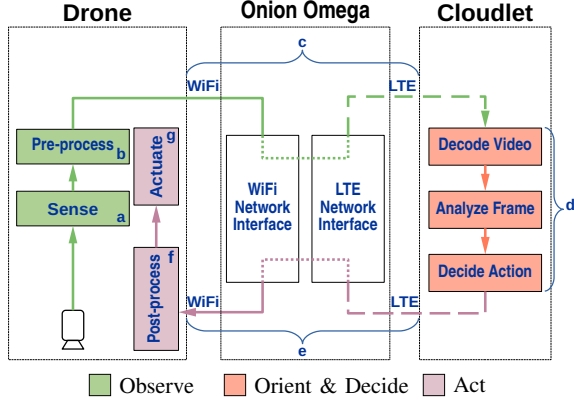 Drone
Onion Omega
Cloudlet
c
WiFi
LTE
Pre-process b
Actuate g
Decode Video
Sense a
WiFi
Network
Interface
LTE
Network
Interface
Analyze Frame
d
Post-process f
Decide Action
WiFi
LTE
e
Observe
Orient & Decide
Act